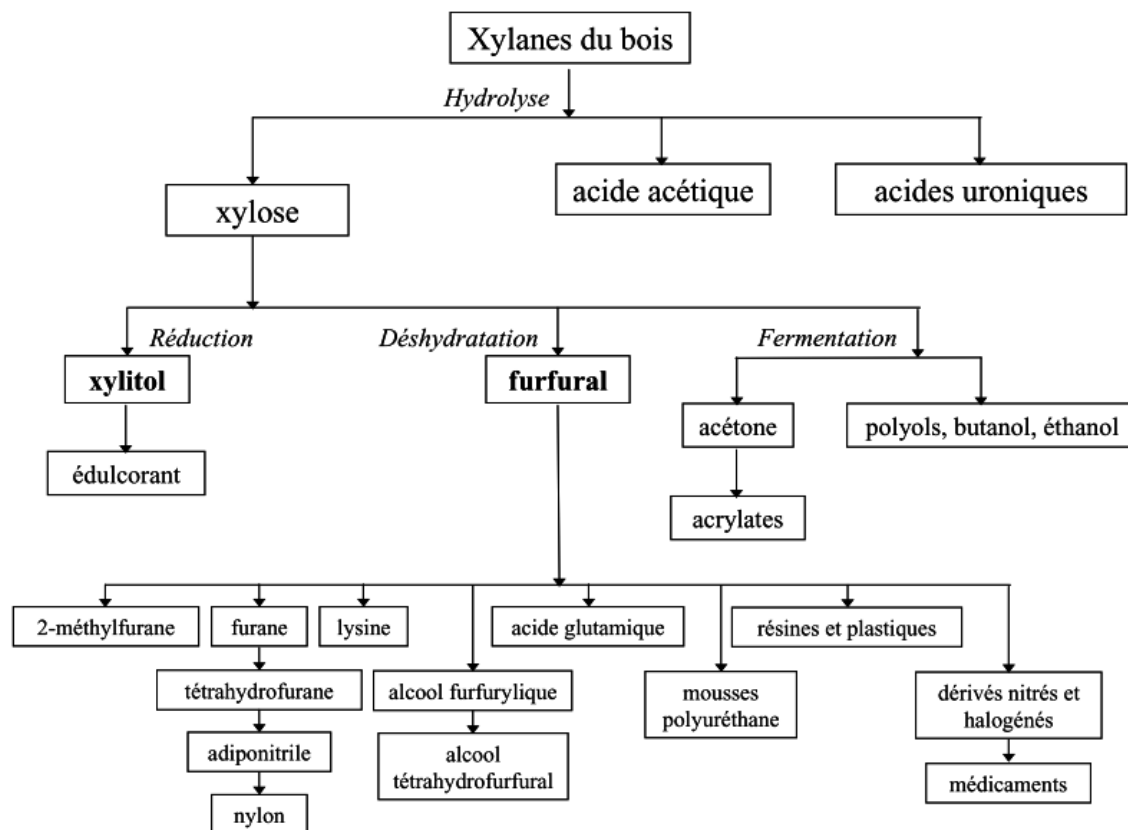 Xylanes du bois
Hydrolyse
acide acétique
acides uroniques
xylose
Réduction
Déshydratation
Fermentation
xylitol
furfural
acétone
polyols, butanol, éthanol
édulcorant
acrylates
2-méthylfurane
furane
lysine
acide glutamique
résines et plastiques
tétrahydrofurane
alcool furfurylique
mousses
polyuréthane
dérivés nitrés et
halogénés
adiponitrile
alcool
tétrahydrofurfural
médicaments
nylon